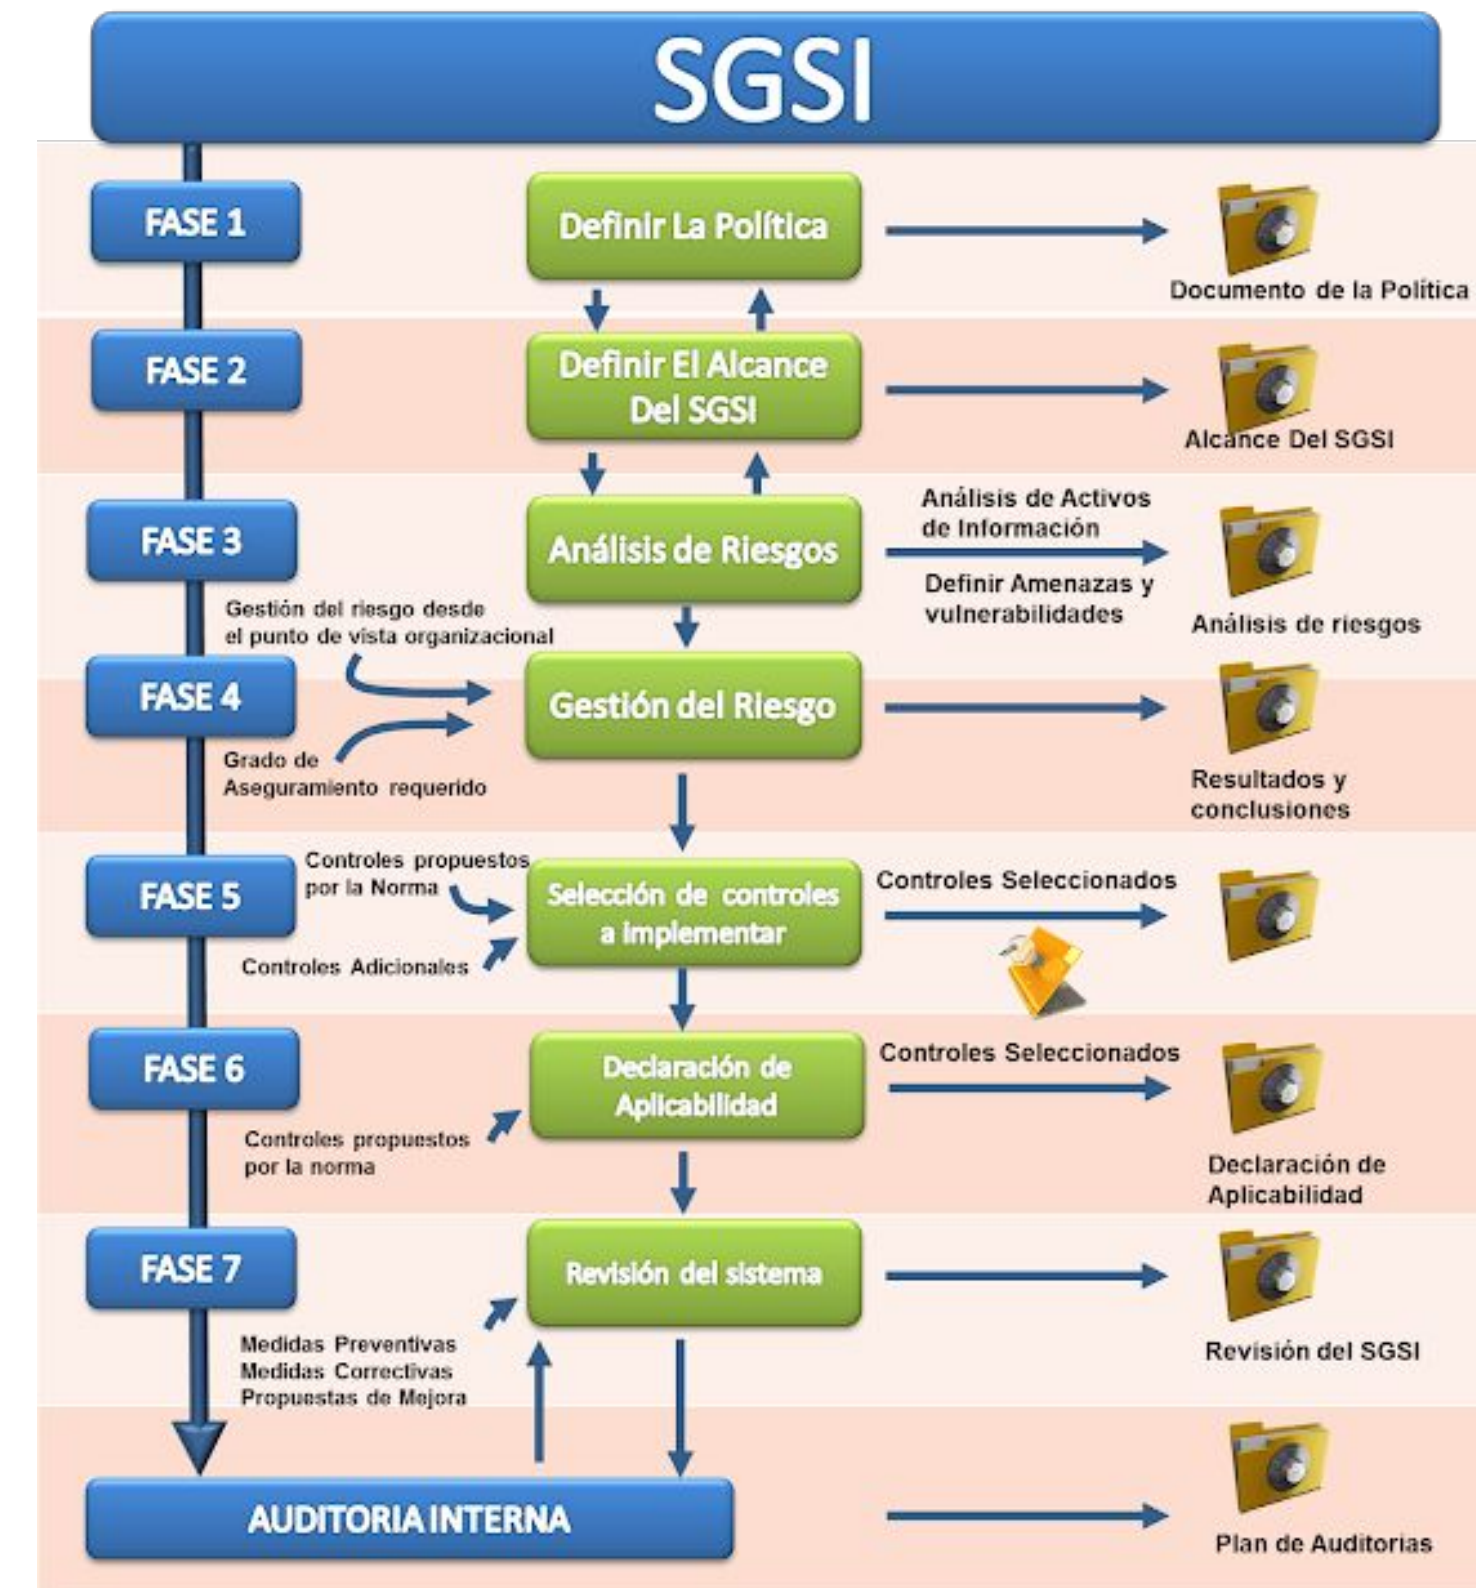 SGSI
FASE 1
Definir La Política
Documento de la Política
FASE 2
Definir El Alcance
Del SGSI
Alcance Del SGSI
FASE 3
Análisis de Riesgos
Análisis de Activos
de Información
Definir Amenazas y
vulnerabilidades
Análisis de riesgos
Gestión del riesgo desde
el punto de vista organizacional
FASE 4
Gestión del Riesgo
Grado de
Aseguramiento requerido
Resultados y
conclusiones
FASE 5
Controles propuestos
por la Norma
Controles Adicionales
Selección de controles
a implementar
Controles Seleccionados
FASE 6
Declaración de
Aplicabilidad
Controles Seleccionados
Controles propuestos
por la norma
Declaración de
Aplicabilidad
FASE 7
Revisión del sistema
Medidas Preventivas
Medidas Correctivas
Propuestas de Mejora
Revisión del SGSI
AUDITORIA INTERNA
Plan de Auditorias